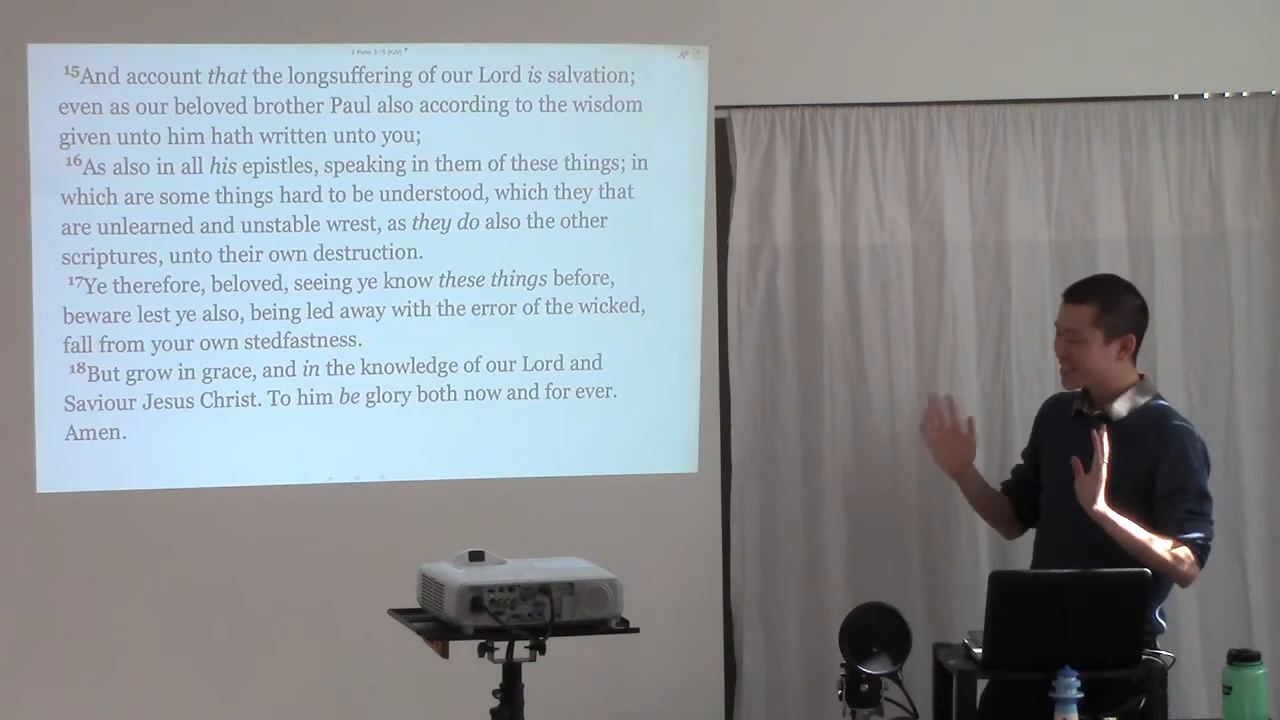 2 Peter 3:15 (KJV)
15And account that the longsuffering of our Lord is salvation;
even as our beloved brother Paul also according to the wisdom
given unto him hath written unto you;
16As also in all his epistles, speaking in them of these things; in
which are some things hard to be understood, which they that
are unlearned and unstable wrest, as they do also the other
scriptures, unto their own destruction.
17Ye therefore, beloved, seeing ye know these things before,
beware lest ye also, being led away with the error of the wicked,
fall from your own stedfastness.
18But grow in grace, and in the knowledge of our Lord and
Saviour Jesus Christ. To him be glory both now and for ever.
Amen.